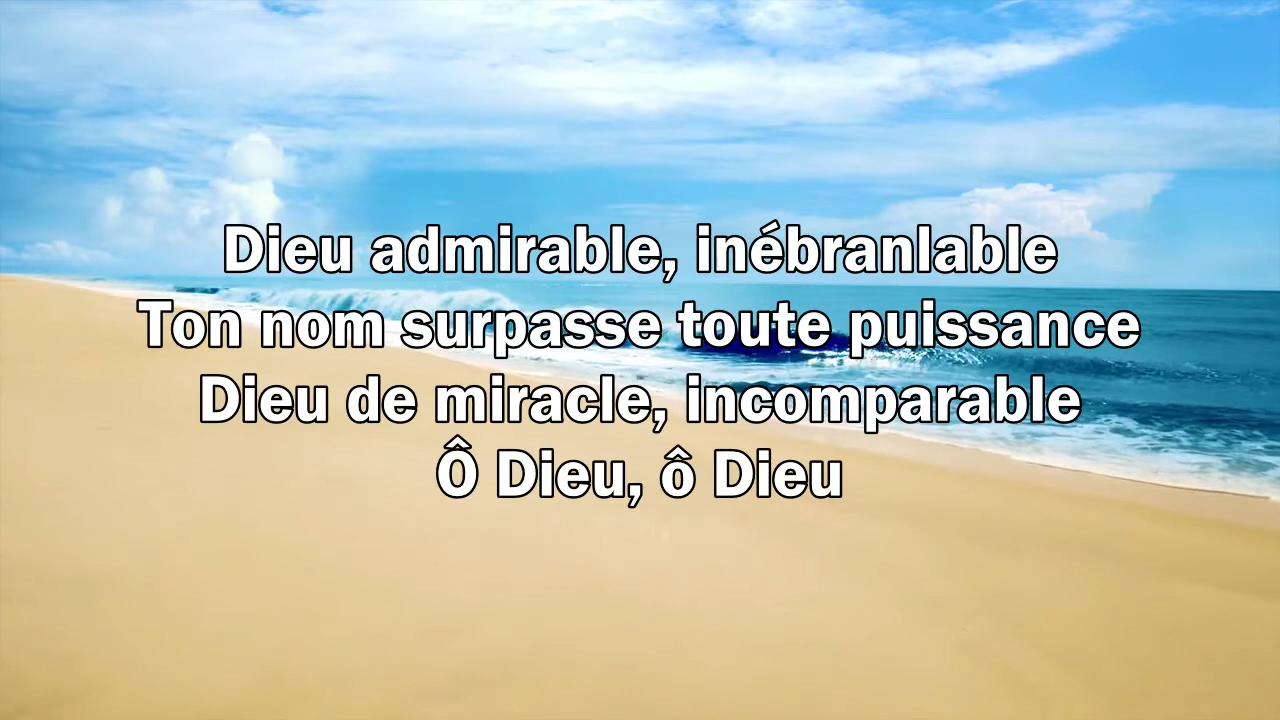 Dieu admirable, inébranlable
Ton nom surpasse toute puissance
Dieu de miracle, incomparable
Ô Dieu, ô Dieu